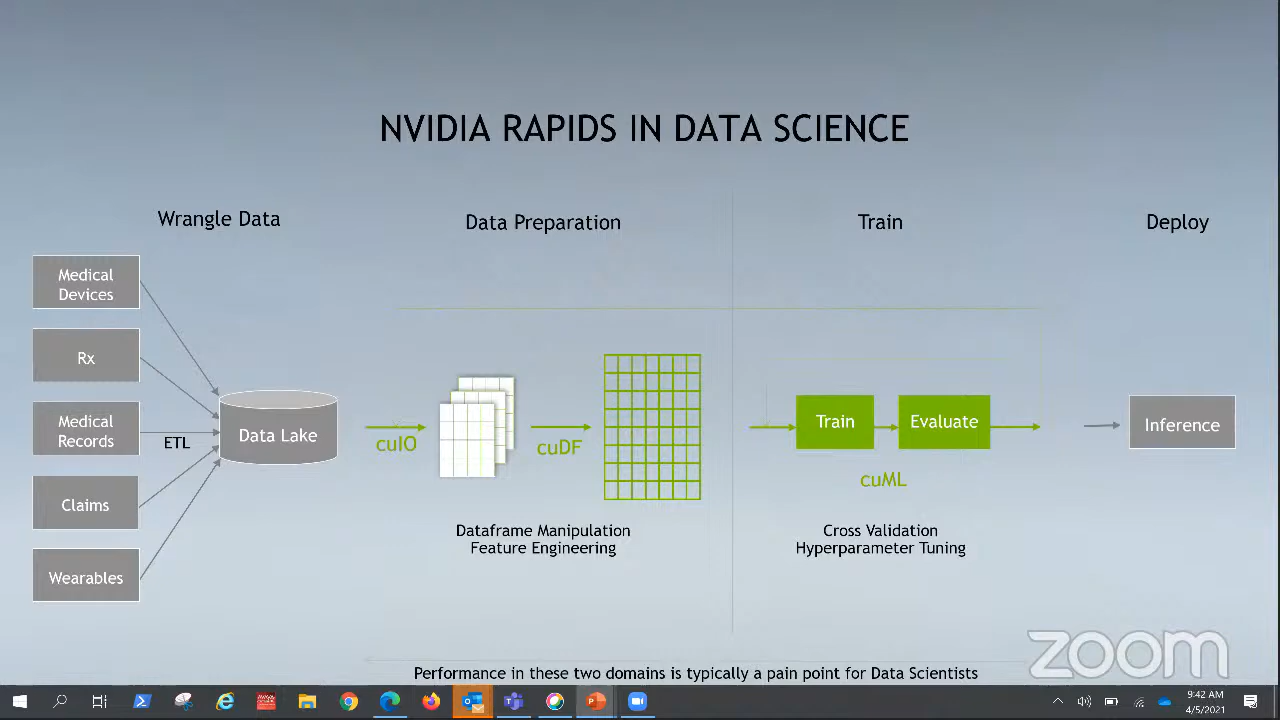 NVIDIA RAPIDS IN DATA SCIENCE
Wrangle Data
Data Preparation
Train
Deploy
Medical
Devices
Rx
Medical
Records
Claims
Wearables
ETL
Data Lake
cuIO
cuDF
Dataframe Manipulation
Feature Engineering
Train
Evaluate
cuML
Cross Validation
Hyperparameter Tuning
Inference
Performance in these two domains is typically a pain point for Data Scientists
zoom
9:42 AM
4/5/2021